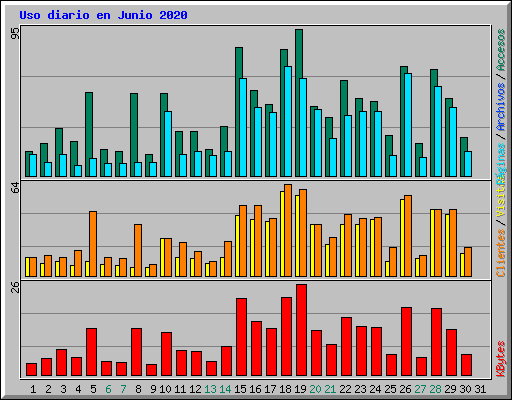 Uso diario en Junio 2020
95
64
26
KBytes
Clientes / Visitas
Páginas / Archivos / Accesos
1 2 3 4 5 6 7 8 9 10 11 12 13 14 15 16 17 18 19 20 21 22 23 24 25 26 27 28 29 30 31